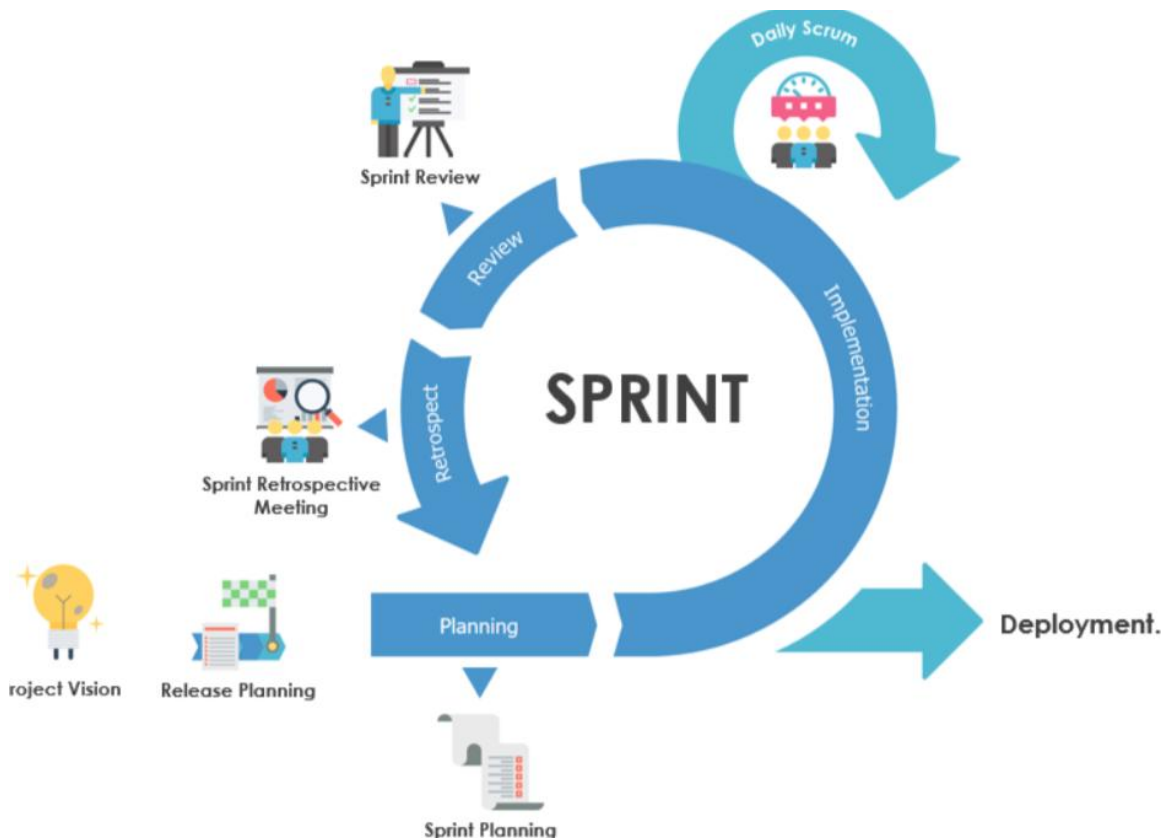 Daily Scrum
Sprint Review
Review
Implementation
SPRINT
Retrospect
Sprint Retrospective
Meeting
Planning
Deployment.
roject Vision
Release Planning
Sprint Planning